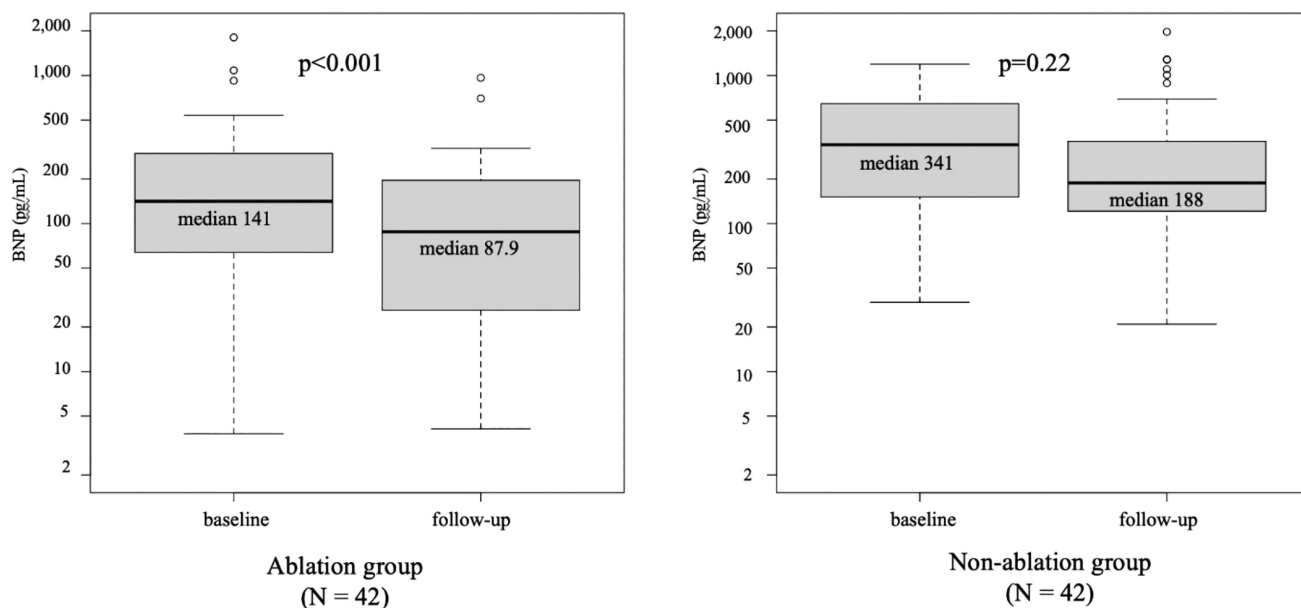 2,000
1,000
500
200
100
50
20
10
5
2
BNP (pg/mL)
p<0.001
median 141
median 87.9
baseline
follow-up
Ablation group
(N = 42)
2,000
1,000
500
200
100
50
20
10
5
2
BNP (pg/mL)
p=0.22
median 341
median 188
baseline
follow-up
Non-ablation group
(N = 42)